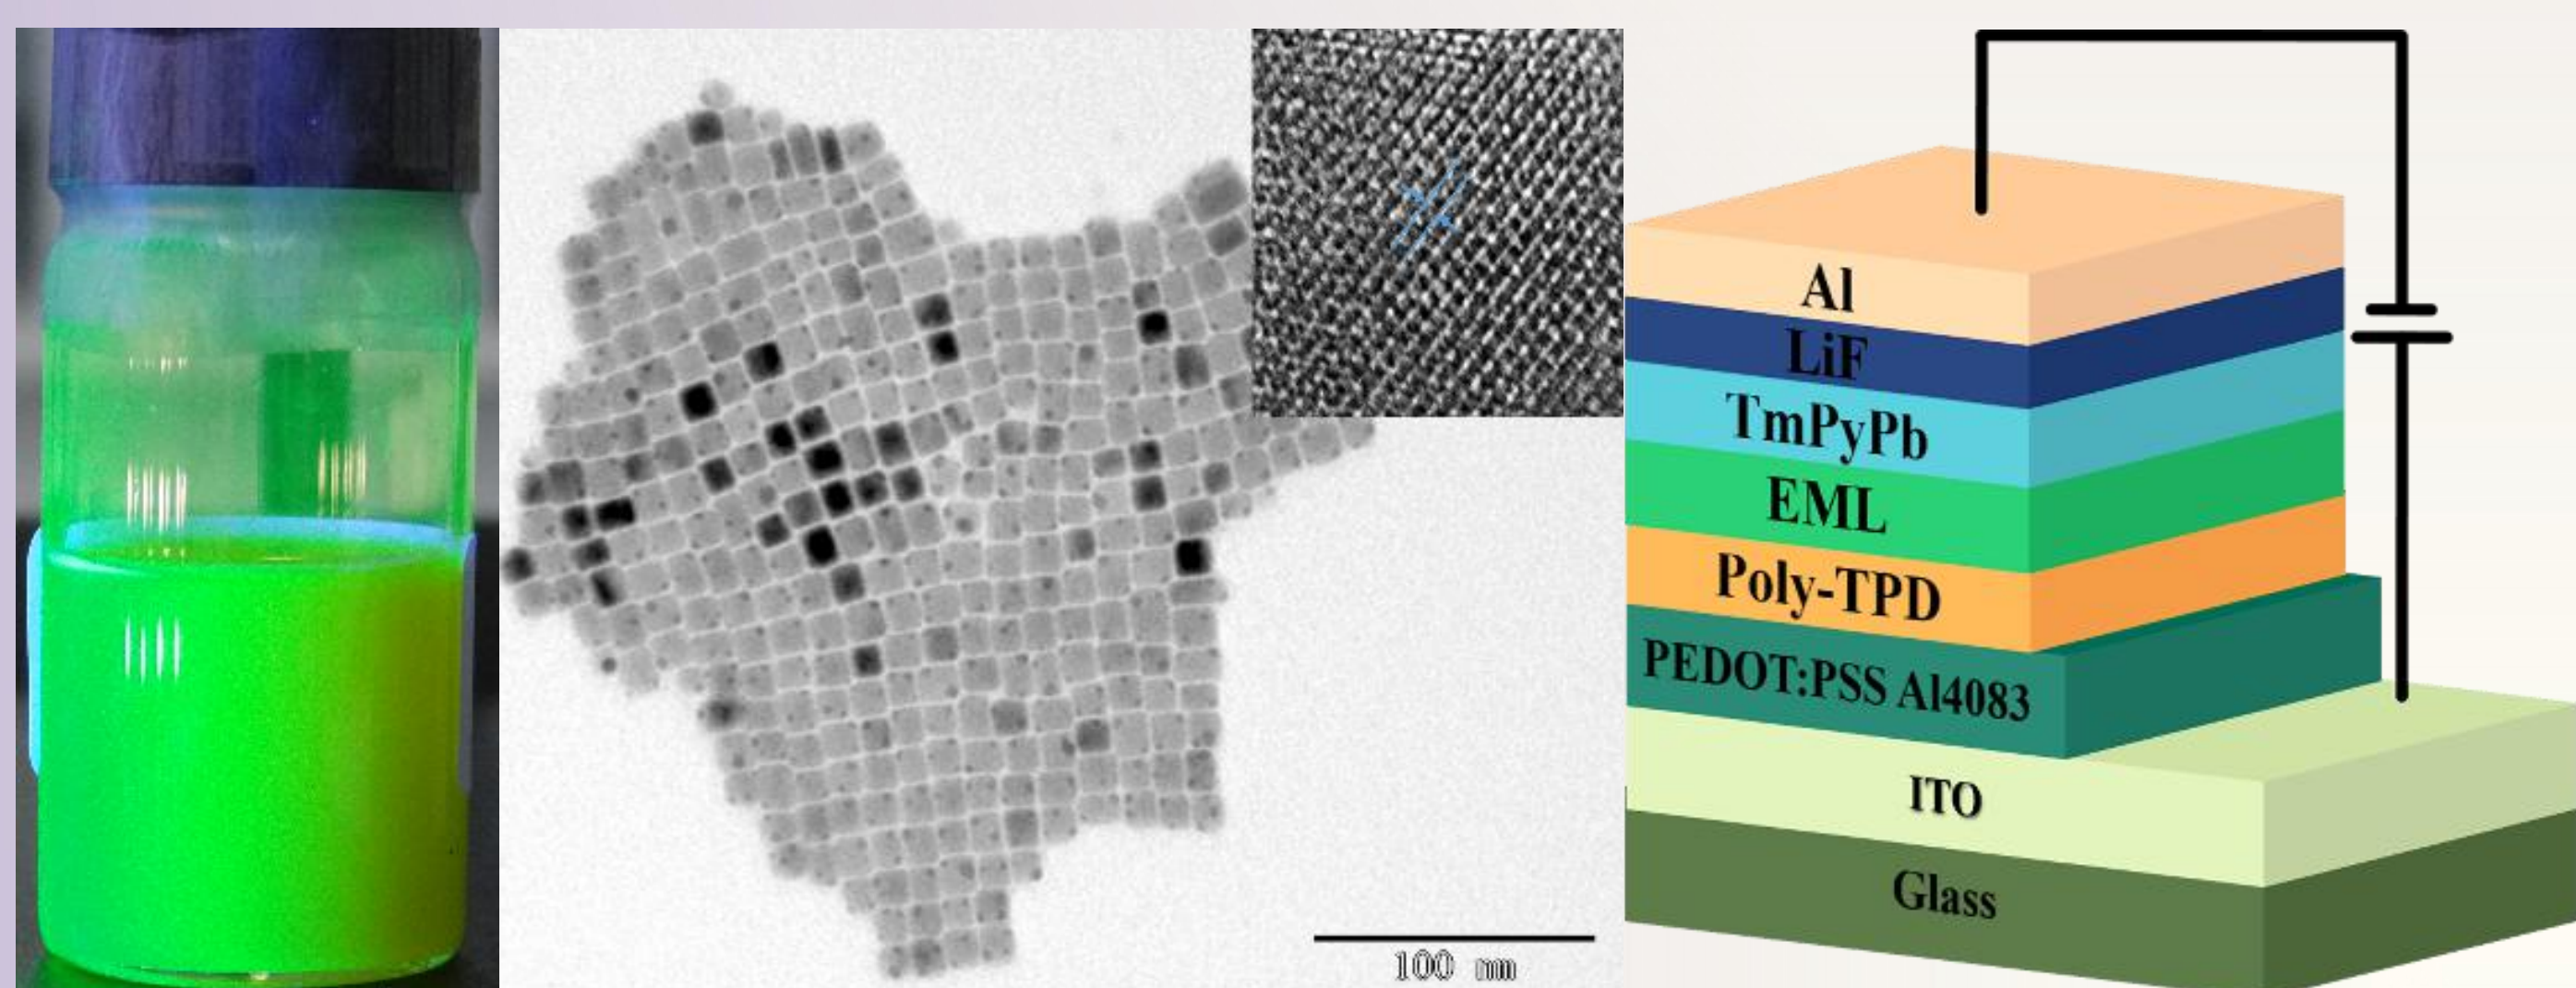 100 nm
Al
LiF
TmPyPb
EML
Poly-TPD
PEDOT:PSS Al4083
ITO
Glass